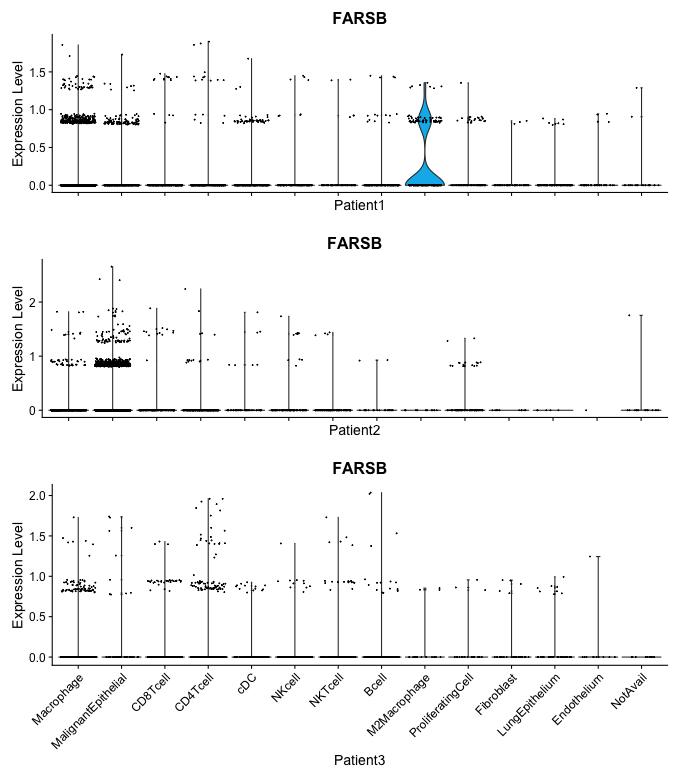 FARSB
Expression Level
1.5
1.0
0.5
0.0
Patient1
FARSB
Expression Level
2
1
0
Patient2
FARSB
Expression Level
2.0
1.5
1.0
0.5
0.0
Macrophage
MalignantEpithelial
CD8Tcell
CD4Tcell
cDC
NKcell
NKTcell
Bcell
M2Macrophage
ProliferatingCell
Fibroblast
LungEpithelium
Endothelium
NotAvail
Patient3